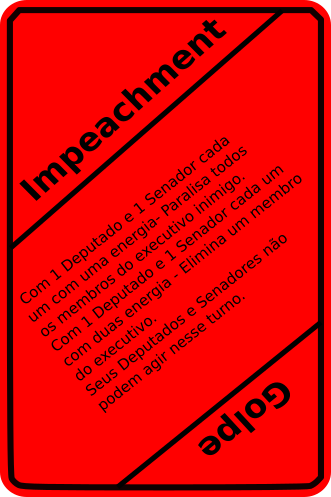 Impeachment
Com 1 Deputado e 1 Senador cada
um com uma energia- Paralisa todos
os membros do executivo inimigo.
Com 1 Deputado e 1 Senador cada um
com duas energia - Elimina um membro
do executivo.
Seus Deputados e Senadores não
podem agir nesse turno.
Golpe